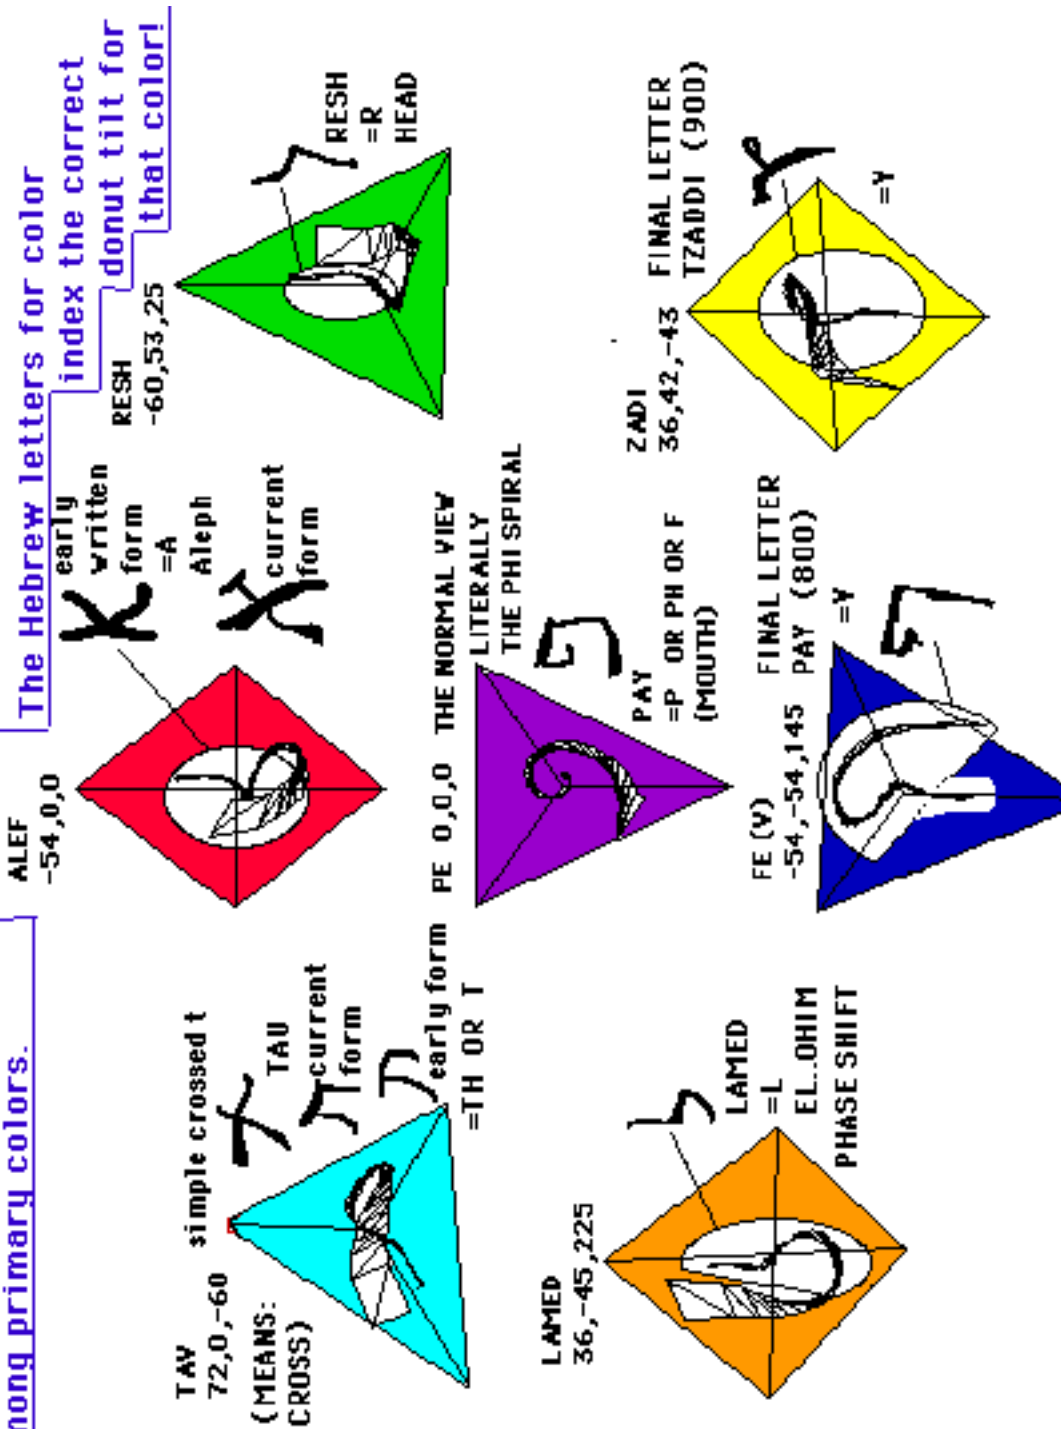 mong primary colors.
The Hebrew letters for color
index the correct
donut tilt for
that color!
TAV
72,0,-60
(MEANS:
CROSS)
simple crossed t
TAU
current
form
early form
=TH OR T
ALEF
-54,0,0
early
written
form
=A
Aleph
current
form
RESH
-60,53,25
RESH
=R
HEAD
PE 0,0,0 THE NORMAL VIEW
LITERALLY
THE PHI SPIRAL
PAY
=P OR PH OR F
(MOUTH)
LAMED
36,-45,225
LAMED
=L
EL..OHIM
PHASE SHIFT
FE (V)
-54,-54,145
FINAL LETTER
PAY (800)
=V
ZADI
36,42,-43
FINAL LETTER
TZADDI (900)
=Y